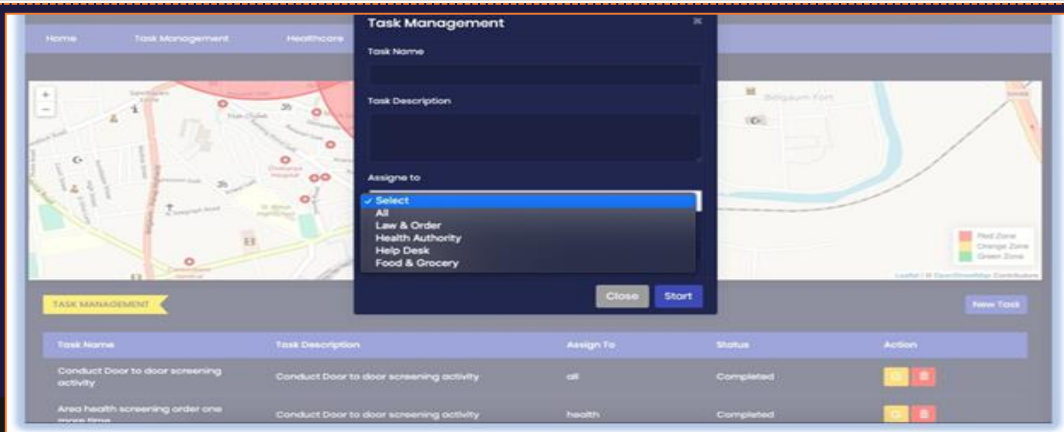 Task Management
×
Home Task Management Healthcare
Task Name
Task Description
Assigne to
✓ Select
All
Law & Order
Health Authority
Help Desk
Food & Grocery
Close Start
+
-
Belgaum Fort
Red Zone
Orange Zone
Green Zone
Leaflet | © OpenStreetMap Contributors
TASK MANAGEMENT
New Task
Task Name Task Description Assign To Status Action
Conduct Door to door screening
activity
Conduct Door to door screening activity all Completed
Area health screening order one
more time
Conduct Door to door screening activity health Completed